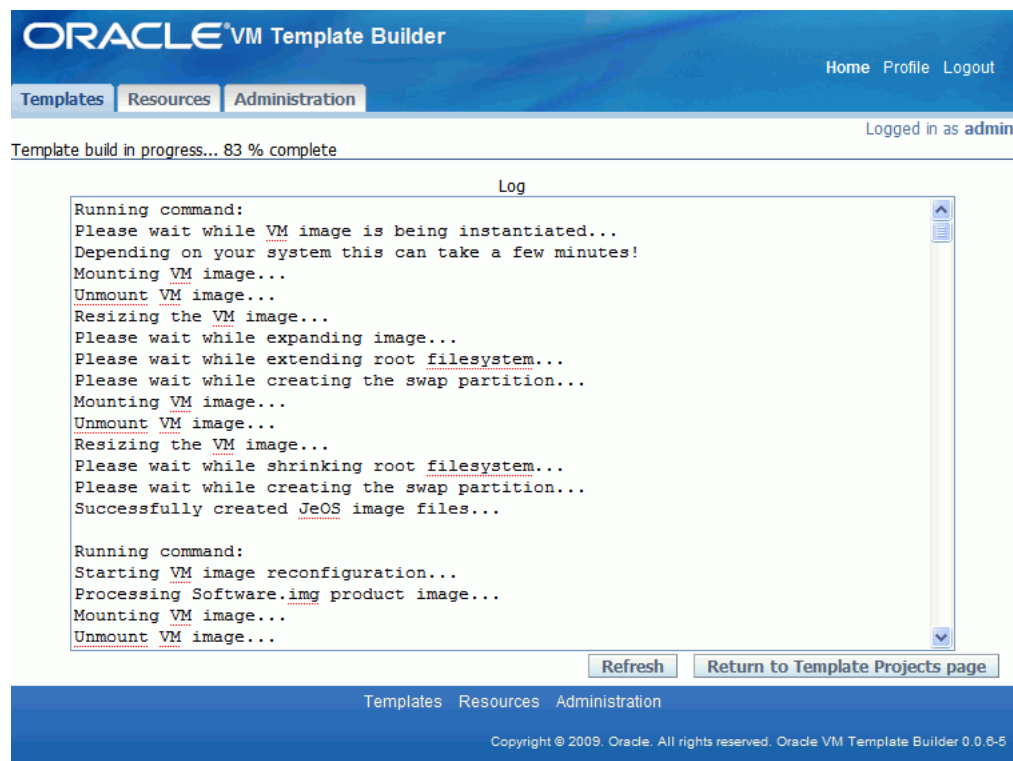 ORACLE VM Template Builder
Home Profile Logout
Templates Resources Administration
Logged in as admin
Template build in progress... 83 % complete
Log
Running command:
Please wait while VM image is being instantiated...
Depending on your system this can take a few minutes!
Mounting VM image...
Unmount VM image...
Resizing the VM image...
Please wait while expanding image...
Please wait while extending root filesystem...
Please wait while creating the swap partition...
Mounting VM image...
Unmount VM image...
Resizing the VM image...
Please wait while shrinking root filesystem...
Please wait while creating the swap partition...
Successfully created JeOS image files...
Running command:
Starting VM image reconfiguration...
Processing Software.img product image...
Mounting VM image...
Unmount VM image...
Refresh Return to Template Projects page
Templates Resources Administration
Copyright © 2009. Oracle. All rights reserved. Oracle VM Template Builder 0.0.6-5